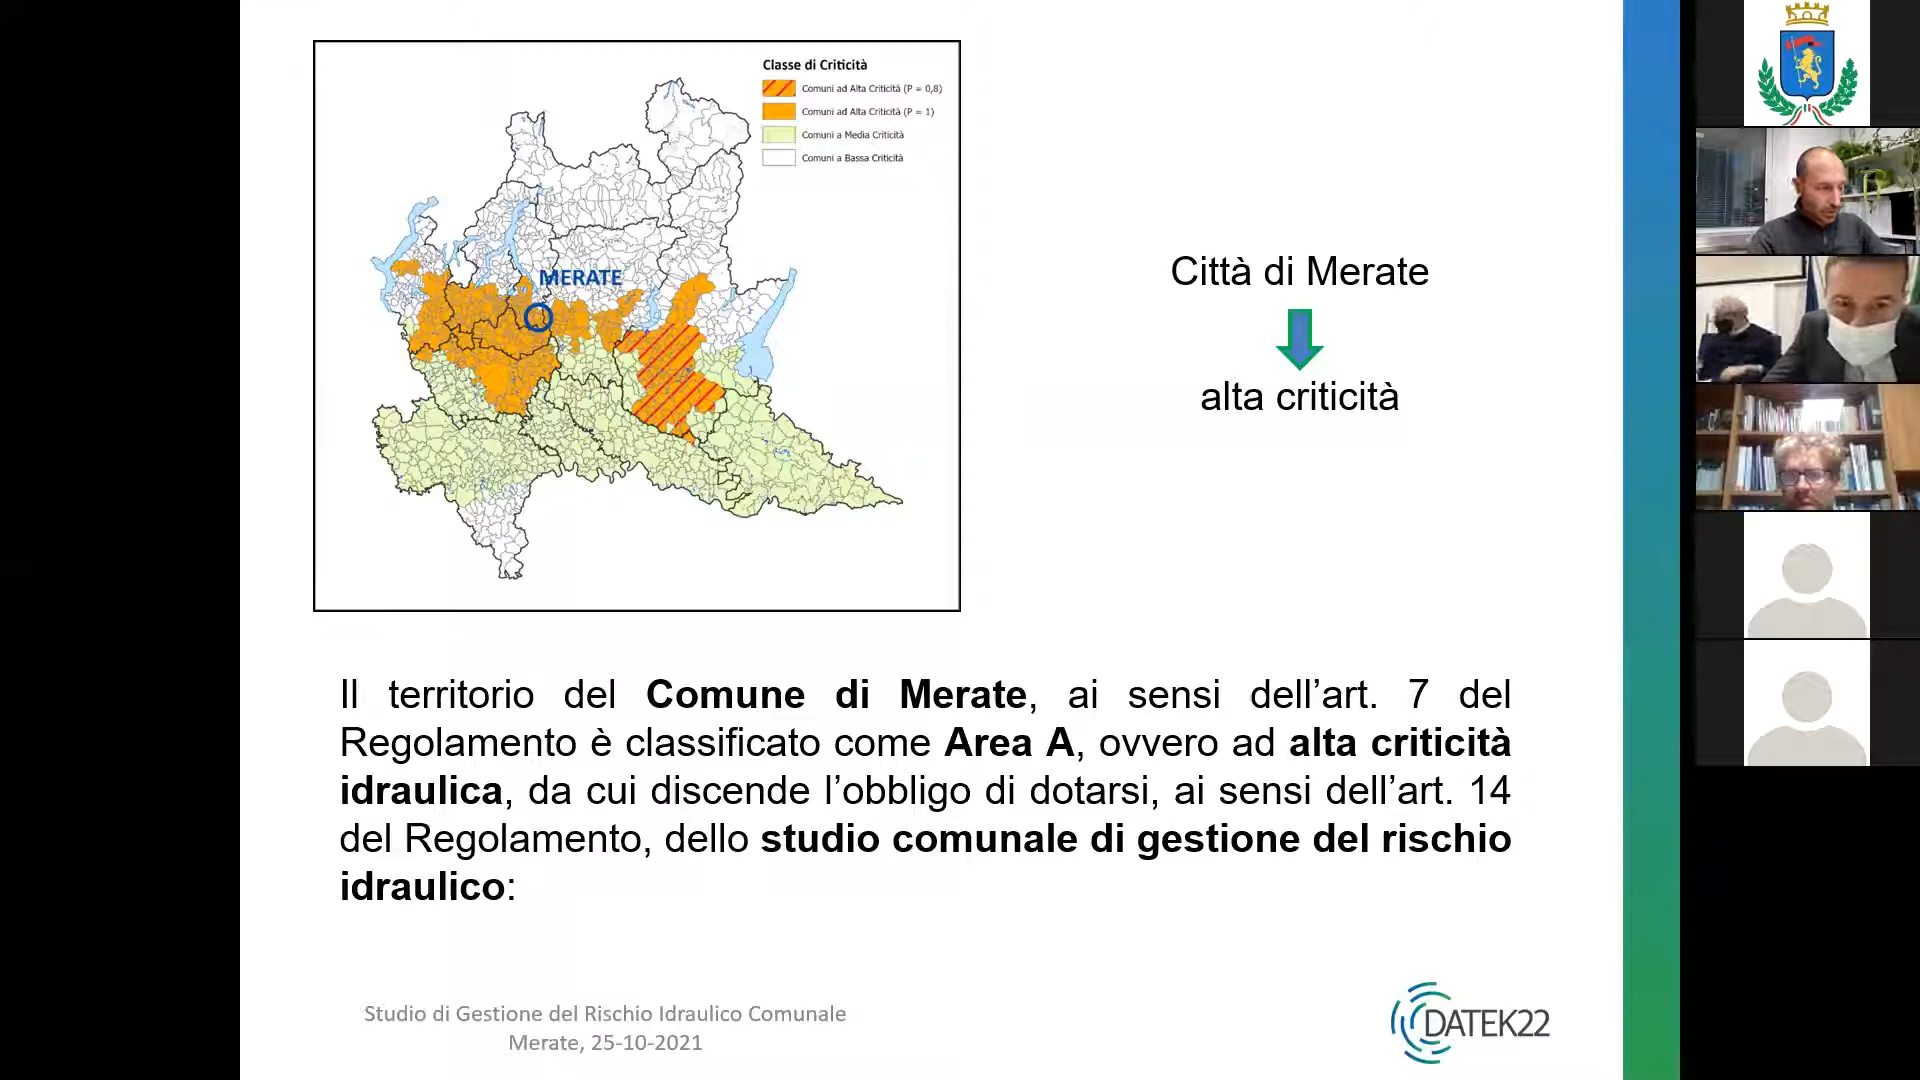 Classe di Criticità
Comuni ad Alta Criticità (P = 0,8)
Comuni ad Alta Criticità (P = 1)
Comuni a Media Criticità
Comuni a Bassa Criticità
MERATE
Città di Merate
alta criticità
Il territorio del Comune di Merate, ai sensi dell’art. 7 del
Regolamento è classificato come Area A, ovvero ad alta criticità
idraulica, da cui discende l’obbligo di dotarsi, ai sensi dell’art. 14
del Regolamento, dello studio comunale di gestione del rischio
idraulico:
Studio di Gestione del Rischio Idraulico Comunale
Merate, 25-10-2021
DATEK22